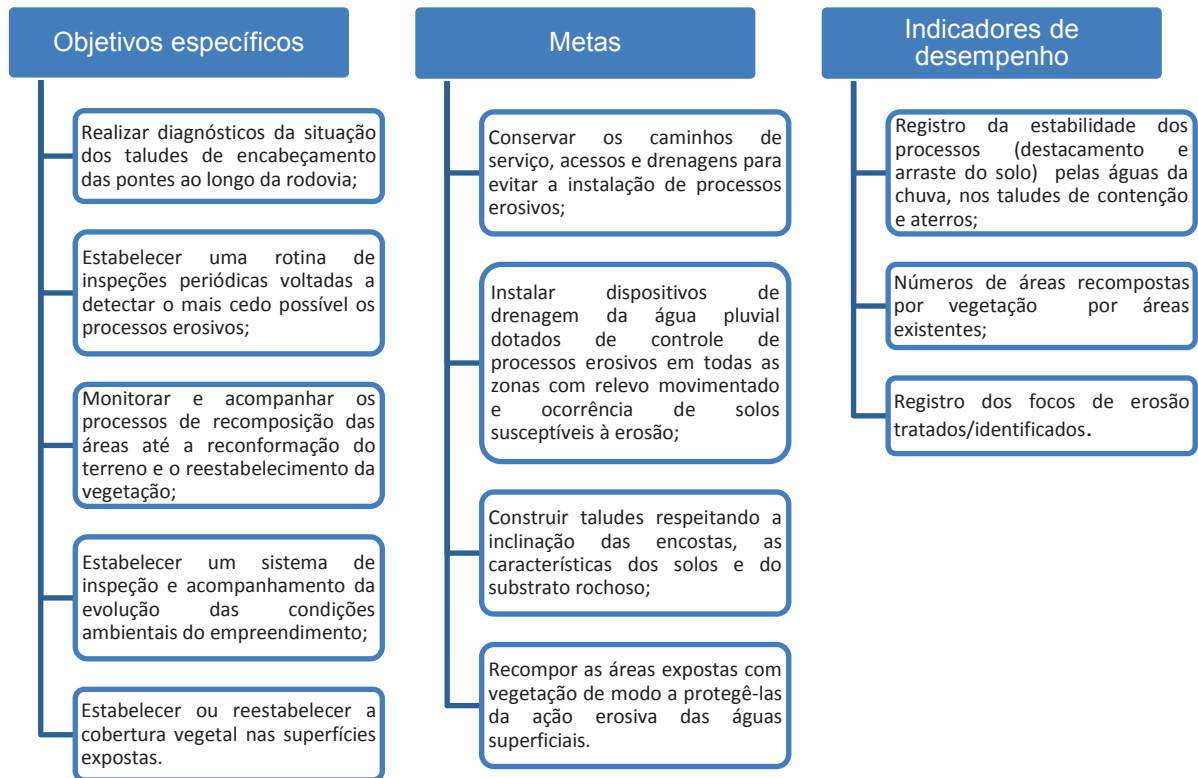 Objetivos específicos
Realizar diagnósticos da situação
dos taludes de encabeçamento
das pontes ao longo da rodovia;
Estabelecer uma rotina de
inspeções periódicas voltadas a
detectar o mais cedo possível os
processos erosivos;
Monitorar e acompanhar os
processos de recomposição das
áreas até a reconformação do
terreno e o reestabelecimento da
vegetação;
Estabelecer um sistema de
inspeção e acompanhamento da
evolução das condições
ambientais do empreendimento;
Estabelecer ou reestabelecer a
cobertura vegetal nas superfícies
expostas.
Metas
Conservar os caminhos de
serviço, acessos e drenagens para
evitar a instalação de processos
erosivos;
Instalar dispositivos de
drenagem da água pluvial
dotados de controle de
processos erosivos em todas as
zonas com relevo movimentado
e ocorrência de solos
susceptíveis à erosão;
Construir taludes respeitando a
inclinação das encostas, as
características dos solos e do
substrato rochoso;
Recompor as áreas expostas com
vegetação de modo a protegê-las
da ação erosiva das águas
superficiais.
Indicadores de
desempenho
Registro da estabilidade dos
processos (destacamento e
arraste do solo) pelas águas da
chuva, nos taludes de contenção
e aterros;
Números de áreas recompostas
por vegetação por áreas
existentes;
Registro dos focos de erosão
tratados/identificados.